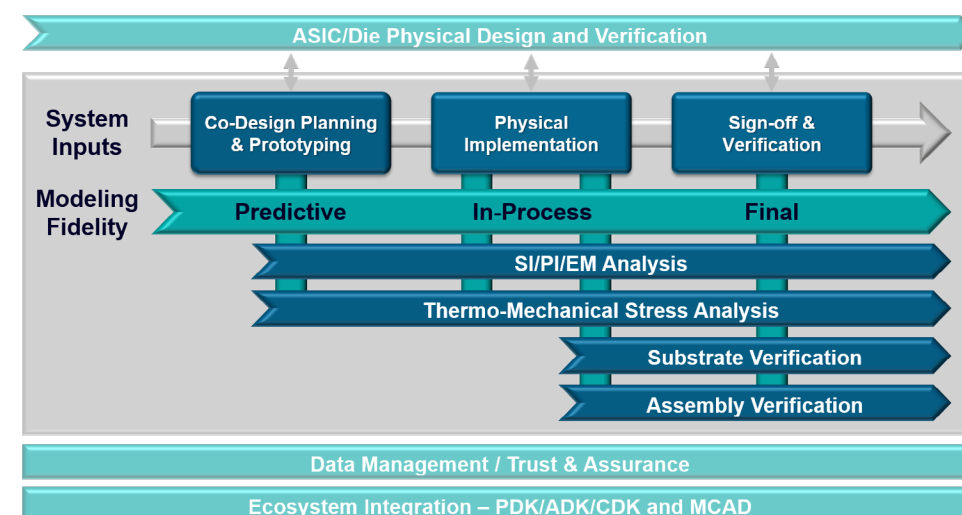 ASIC/Die Physical Design and Verification
System
Inputs
Co-Design Planning
& Prototyping
Physical
Implementation
Sign-off &
Verification
Modeling
Fidelity
Predictive
In-Process
Final
SI/PI/EM Analysis
Thermo-Mechanical Stress Analysis
Substrate Verification
Assembly Verification
Data Management / Trust & Assurance
Ecosystem Integration – PDK/ADK/CDK and MCAD